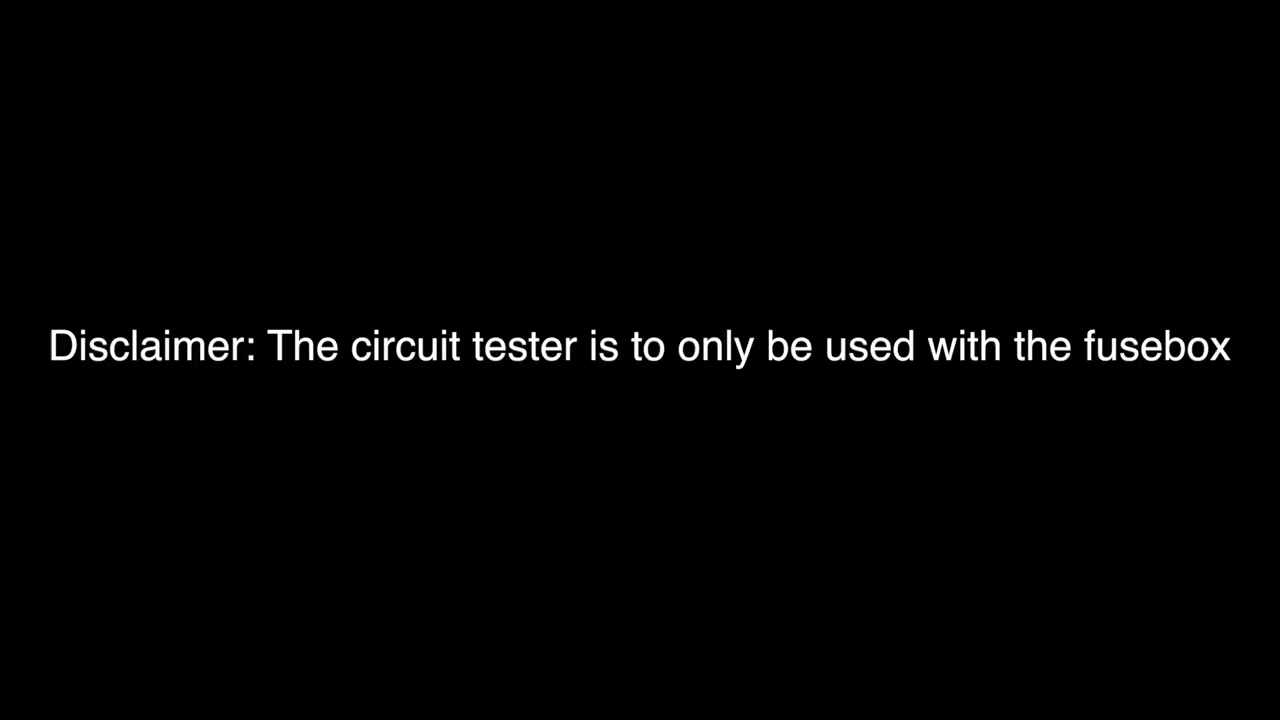 Disclaimer: The circuit tester is to only be used with the fusebox